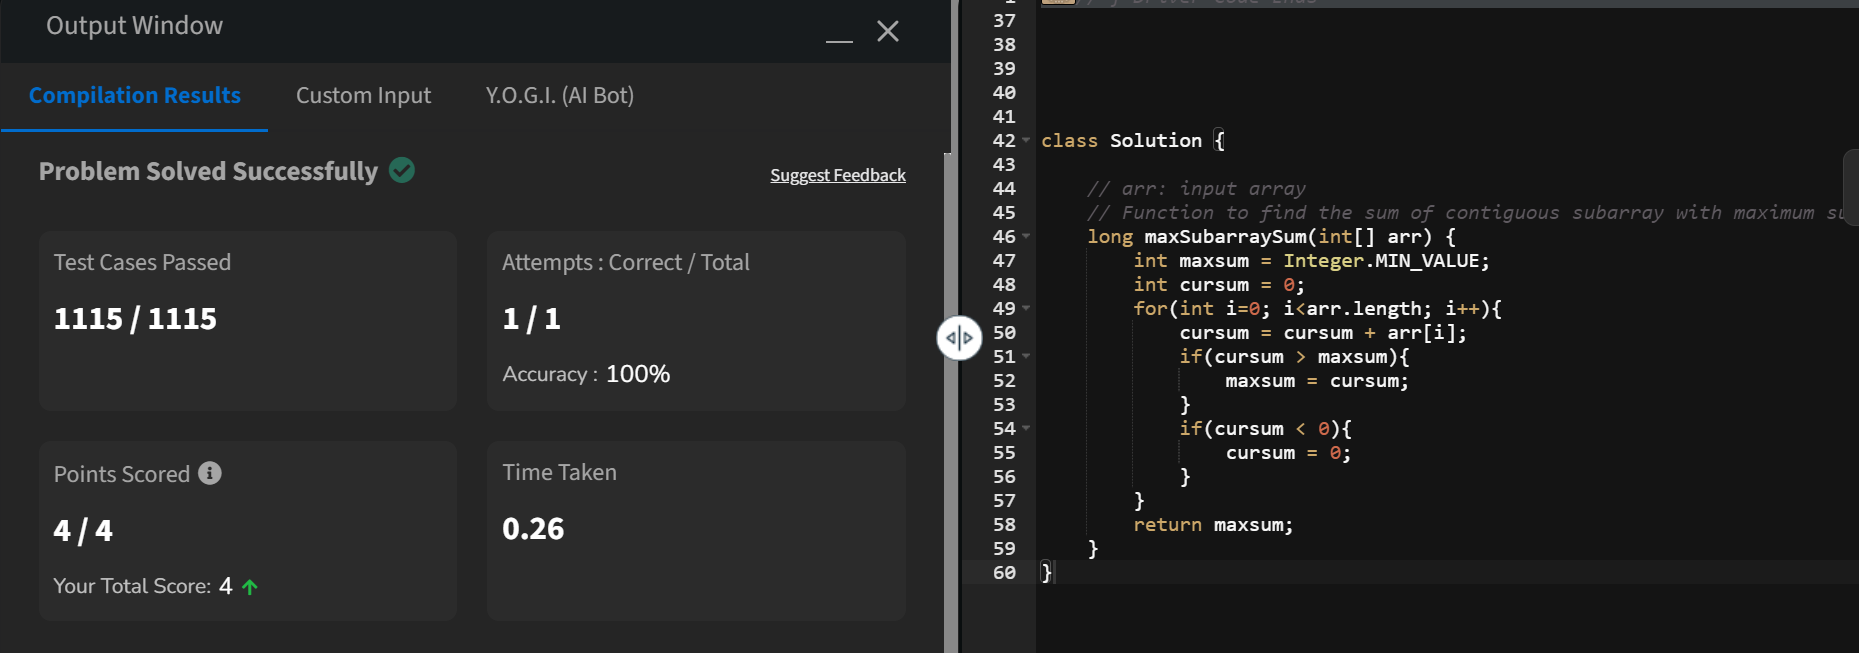 Output Window
Compilation Results
Custom Input
Y.O.G.I. (AI Bot)
Problem Solved Successfully
Suggest Feedback
Test Cases Passed
1115 / 1115
Attempts : Correct / Total
1 / 1
Accuracy : 100%
Points Scored
4 / 4
Your Total Score: 4
Time Taken
0.26
// } Driver Code Ends
37
38
39
40
41
42 class Solution {
43
44     // arr: input array
45     // Function to find the sum of contiguous subarray with maximum
46     long maxSubarraySum(int[] arr) {
47         int maxsum = Integer.MIN_VALUE;
48         int cursum = 0;
49         for(int i=0; i<arr.length; i++){
50             cursum = cursum + arr[i];
51             if(cursum > maxsum){
52                 maxsum = cursum;
53             }
54             if(cursum < 0){
55                 cursum = 0;
56             }
57         }
58         return maxsum;
59     }
60 }